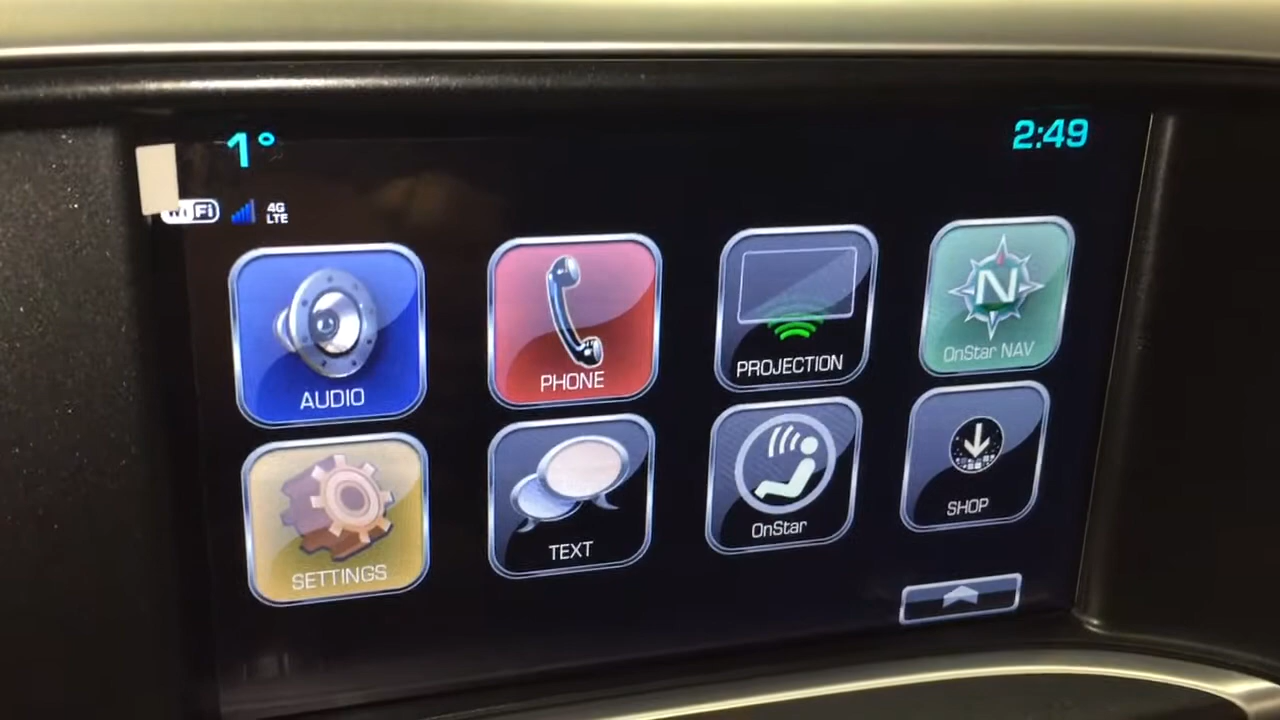 1°
2:49
WiFi
4G
LTE
AUDIO
PHONE
PROJECTION
N
OnStar NAV
SETTINGS
TEXT
OnStar
SHOP